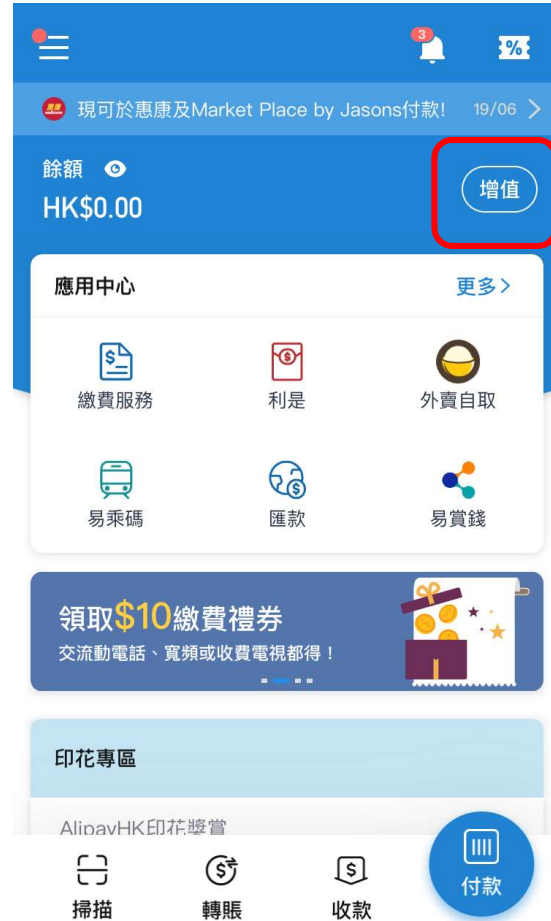 3
%
惠康 現可於惠康及Market Place by Jasons付款! 19/06 >
餘額
HK$0.00
增值
應用中心 更多>
繳費服務 利是 外賣自取
易乘碼 匯款 易賞錢
領取$10繳費禮券
交流動電話、寬頻或收費電視都得！
印花專區
AlipayHK印花獎賞
掃描 轉賬 收款 付款